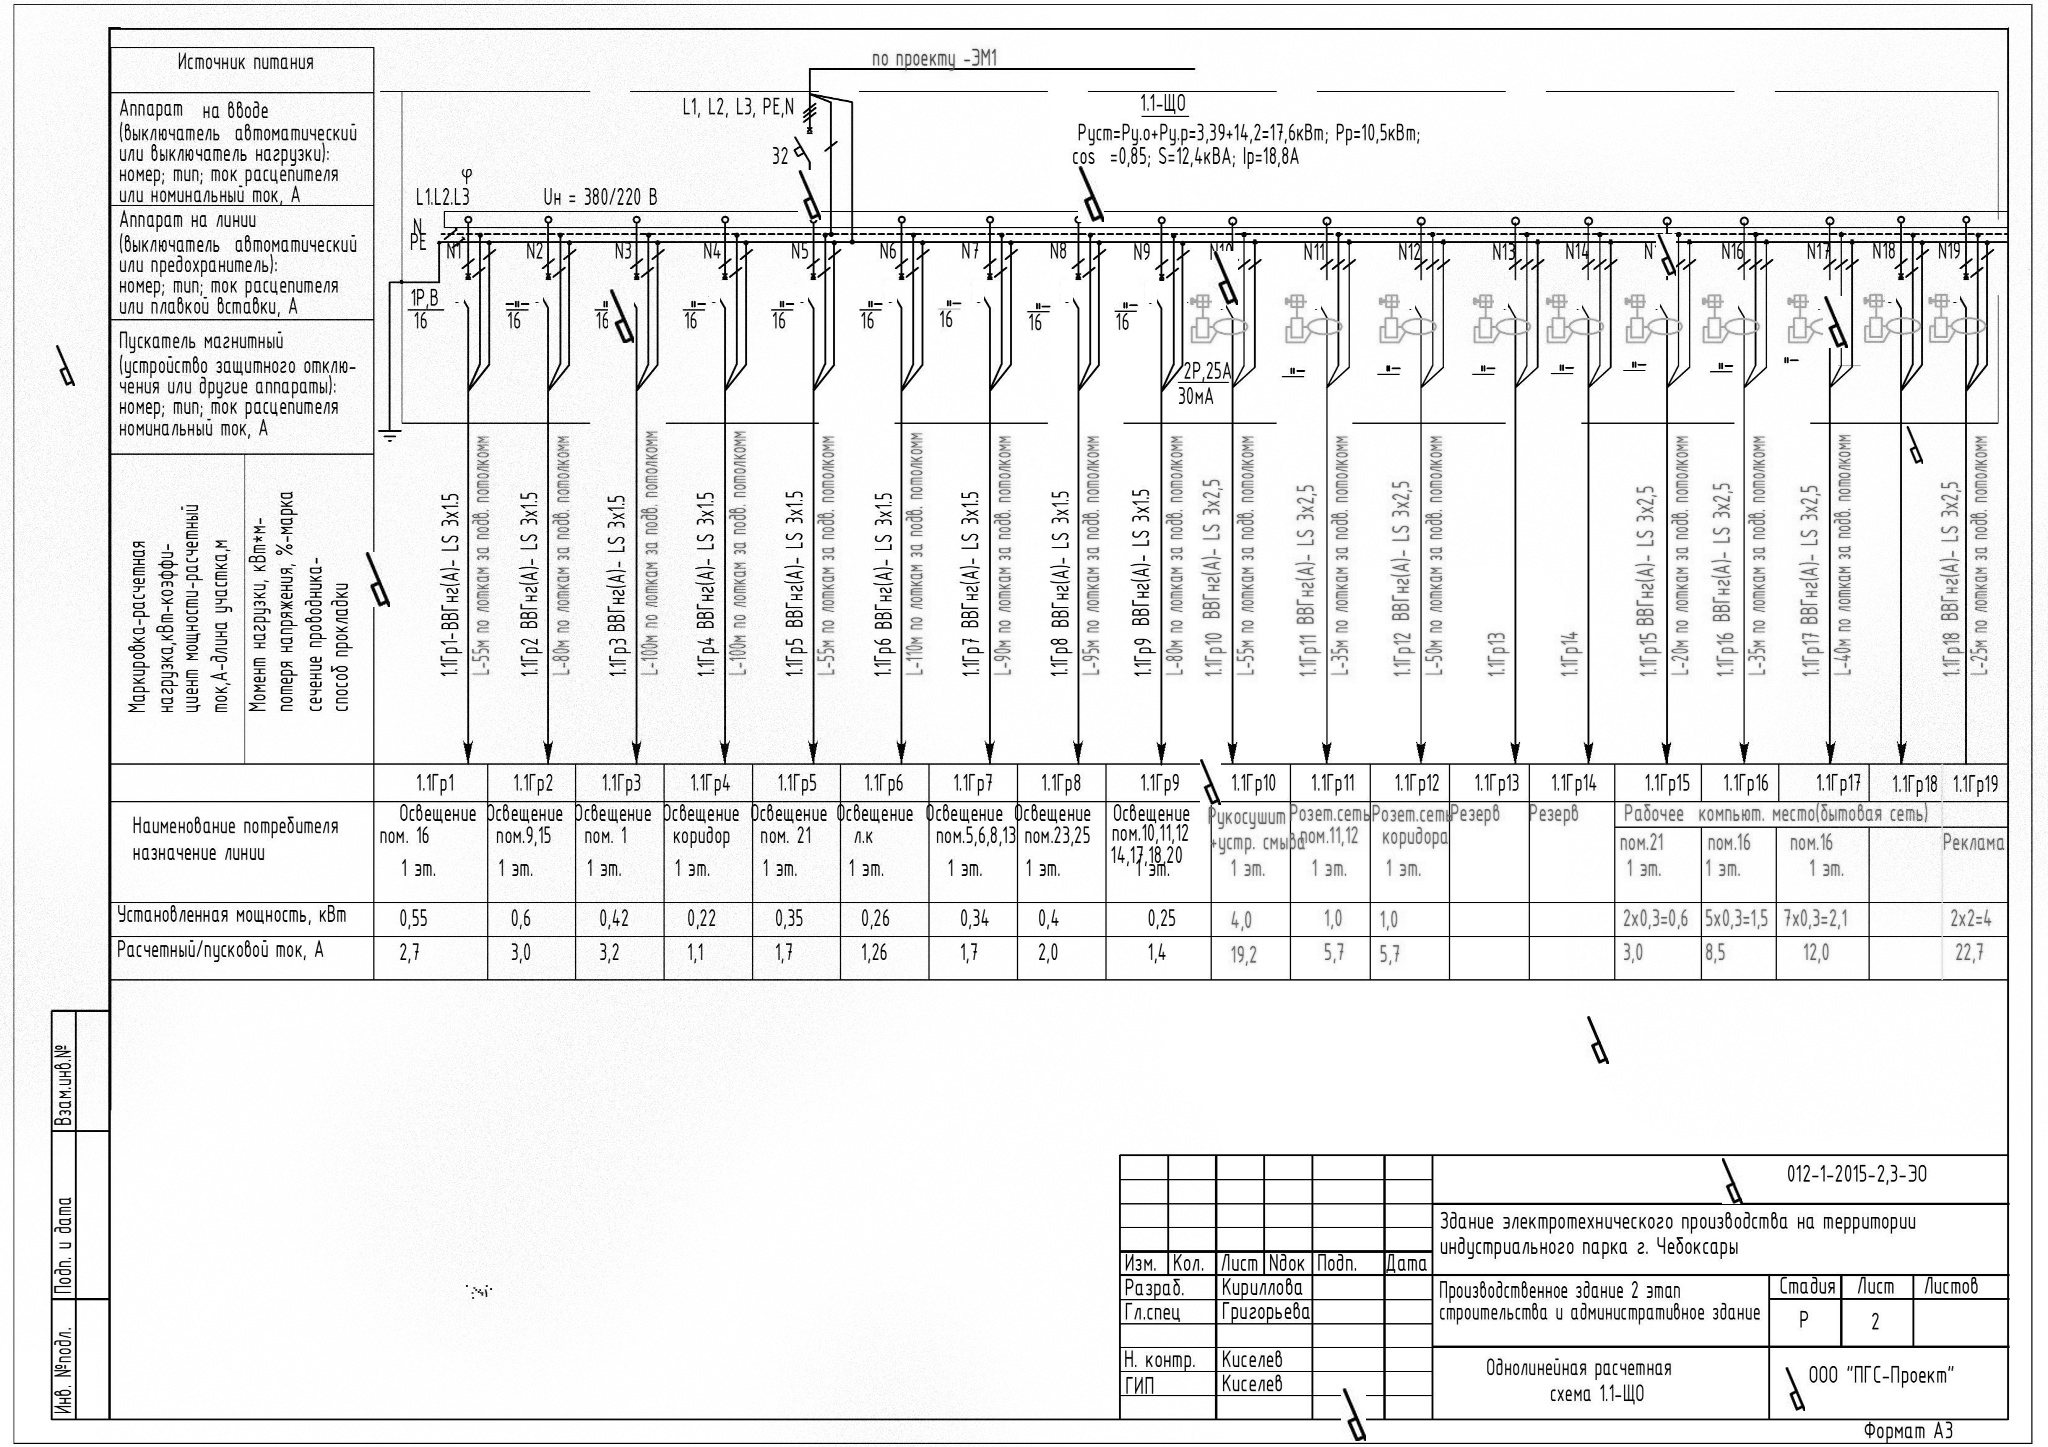 по проекту -ЭМ1
Источник питания
Аппарат на вводе
(выключатель автоматический
или выключатель нагрузки):
номер; тип; ток расцепителя
или номинальный ток, А
Аппарат на линии
(выключатель автоматический
или предохранитель):
номер; тип; ток расцепителя
или плавкой вставки, А
Пускатель магнитный
(устройство защитного отклю-
чения или другие аппараты):
номер; тип; ток расцепителя
номинальный ток, А
Маркировка-расчетная
нагрузка,кВт-коэффи-
циент мощности-расчетный
ток,А-длина участка,м
Момент нагрузки, кВт*м-
потеря напряжения, %-марка
сечение проводника-
способ прокладки
L1, L2, L3, PE,N
32
1.1-ЩО
Руст=Ру.о+Ру.р=3,39+14,2=17,6кВт; Рр=10,5кВт;
cos =0,85; S=12,4кВА; Iр=18,8А
φ
L1.L2.L3
Uн = 380/220 В
N
PE
N1 N2 N3 N4 N5 N6 N7 N8 N9 N10 N11 N12 N13 N14 N N16 N17 N18 N19
1Р,В
16
"–
16
"–
16
"–
16
"–
16
"–
16
"–
16
"–
16
"–
16
2Р,25А
30мА
"–
"–
"–
"–
"–
"–
1.1Гр1-ВВГнг(А)- LS 3х1.5
L-55м по лоткам за подв. потолкомм
1.1Гр2 ВВГнг(А)- LS 3х1.5
L-80м по лоткам за подв. потолкомм
1.1Гр3 ВВГнг(А)- LS 3х1.5
L-100м по лоткам за подв. потолкомм
1.1Гр4 ВВГнг(А)- LS 3х1.5
L-100м по лоткам за подв. потолкомм
1.1Гр5 ВВГнг(А)- LS 3х1.5
L-55м по лоткам за подв. потолкомм
1.1Гр6 ВВГнг(А)- LS 3х1.5
L-110м по лоткам за подв. потолкомм
1.1Гр7 ВВГнг(А)- LS 3х1.5
L-90м по лоткам за подв. потолкомм
1.1Гр8 ВВГнг(А)- LS 3х1.5
L-95м по лоткам за подв. потолкомм
1.1Гр9 ВВГнг(А)- LS 3х1.5
L-80м по лоткам за подв. потолкомм
1.1Гр10 ВВГнг(А)- LS 3х2,5
L-55м по лоткам за подв. потолкомм
1.1Гр11 ВВГнг(А)- LS 3х2,5
L-35м по лоткам за подв. потолкомм
1.1Гр12 ВВГнг(А)- LS 3х2,5
L-50м по лоткам за подв. потолкомм
1.1Гр13
1.1Гр14
1.1Гр15 ВВГнг(А)- LS 3х2,5
L-20м по лоткам за подв. потолкомм
1.1Гр16 ВВГнг(А)- LS 3х2,5
L-35м по лоткам за подв. потолкомм
1.1Гр17 ВВГнг(А)- LS 3х2,5
L-40м по лоткам за подв. потолкомм
1.1Гр18 ВВГнг(А)- LS 3х2,5
L-25м по лоткам за подв. потолкомм
1.1Гр1 1.1Гр2 1.1Гр3 1.1Гр4 1.1Гр5 1.1Гр6 1.1Гр7 1.1Гр8 1.1Гр9 1.1Гр10 1.1Гр11 1.1Гр12 1.1Гр13 1.1Гр14 1.1Гр15 1.1Гр16 1.1Гр17 1.1Гр18 1.1Гр19
Наименование потребителя
назначение линии
Освещение
пом. 16
1 эт.
Освещение
пом.9,15
1 эт.
Освещение
пом. 1
1 эт.
Освещение
коридор
1 эт.
Освещение
пом. 21
1 эт.
Освещение
л.к
1 эт.
Освещение
пом.5,6,8,13
1 эт.
Освещение
пом.23,25
1 эт.
Освещение
пом.10,11,12
14,17,18,20
1 эт.
Рукосушит
+устр. смыва
1 эт.
Розет.сеть
пом.11,12
1 эт.
Розет.сеть
коридора
1 эт.
Резерв
Резерв
Рабочее компьют. место(бытовая сеть)
пом.21
1 эт.
пом.16
1 эт.
пом.16
1 эт.
Реклама
Установленная мощность, кВт 0,55 0,6 0,42 0,22 0,35 0,26 0,34 0,4 0,25 4,0 1,0 1,0 2х0,3=0,6 5х0,3=1,5 7х0,3=2,1 2х2=4
Расчетный/пусковой ток, А 2,7 3,0 3,2 1,1 1,7 1,26 1,7 2,0 1,4 19,2 5,7 5,7 3,0 8,5 12,0 22,7
Взам.инв.№
Подп. и дата
Инв. №подл.
012-1-2015-2,3-ЭО
Здание электротехнического производства на территории
индустриального парка г. Чебоксары
Изм. Кол. Лист Nдок Подп. Дата
Разраб. Кириллова
Гл.спец Григорьева
Н. контр. Киселев
ГИП Киселев
Производственное здание 2 этап
строительства и административное здание
Стадия Лист Листов
Р 2
Однолинейная расчетная
схема 1.1-ЩО
ООО "ПГС-Проект"
Формат А3